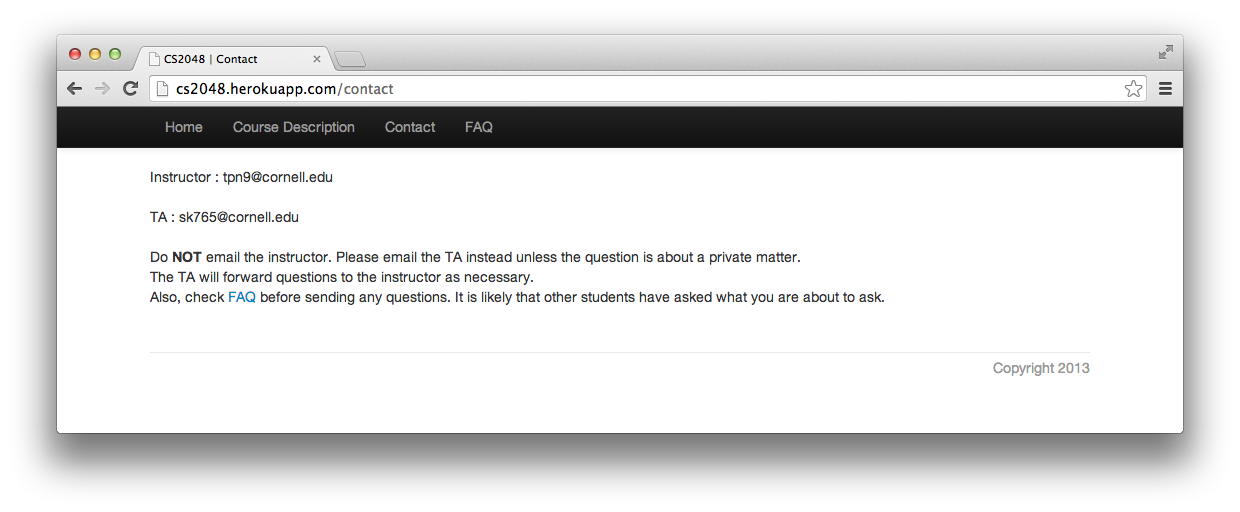 CS2048 | Contact
cs2048.herokuapp.com/contact
Home Course Description Contact FAQ
Instructor : tpn9@cornell.edu
TA : sk765@cornell.edu
Do NOT email the instructor. Please email the TA instead unless the question is about a private matter.
The TA will forward questions to the instructor as necessary.
Also, check FAQ before sending any questions. It is likely that other students have asked what you are about to ask.
Copyright 2013